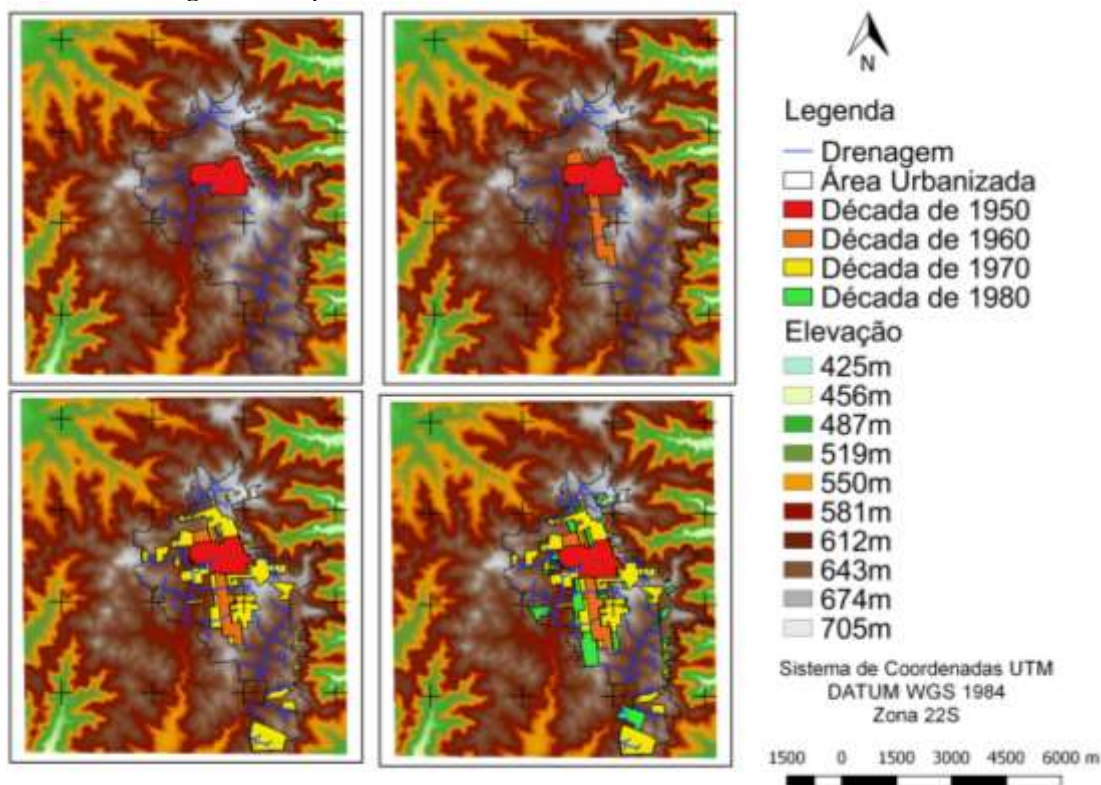 N
Legenda
Drenagem
Área Urbanizada
Década de 1950
Década de 1960
Década de 1970
Década de 1980
Elevação
425m
456m
487m
519m
550m
581m
612m
643m
674m
705m
Sistema de Coordenadas UTM
DATUM WGS 1984
Zona 22S
1500 0 1500 3000 4500 6000 m